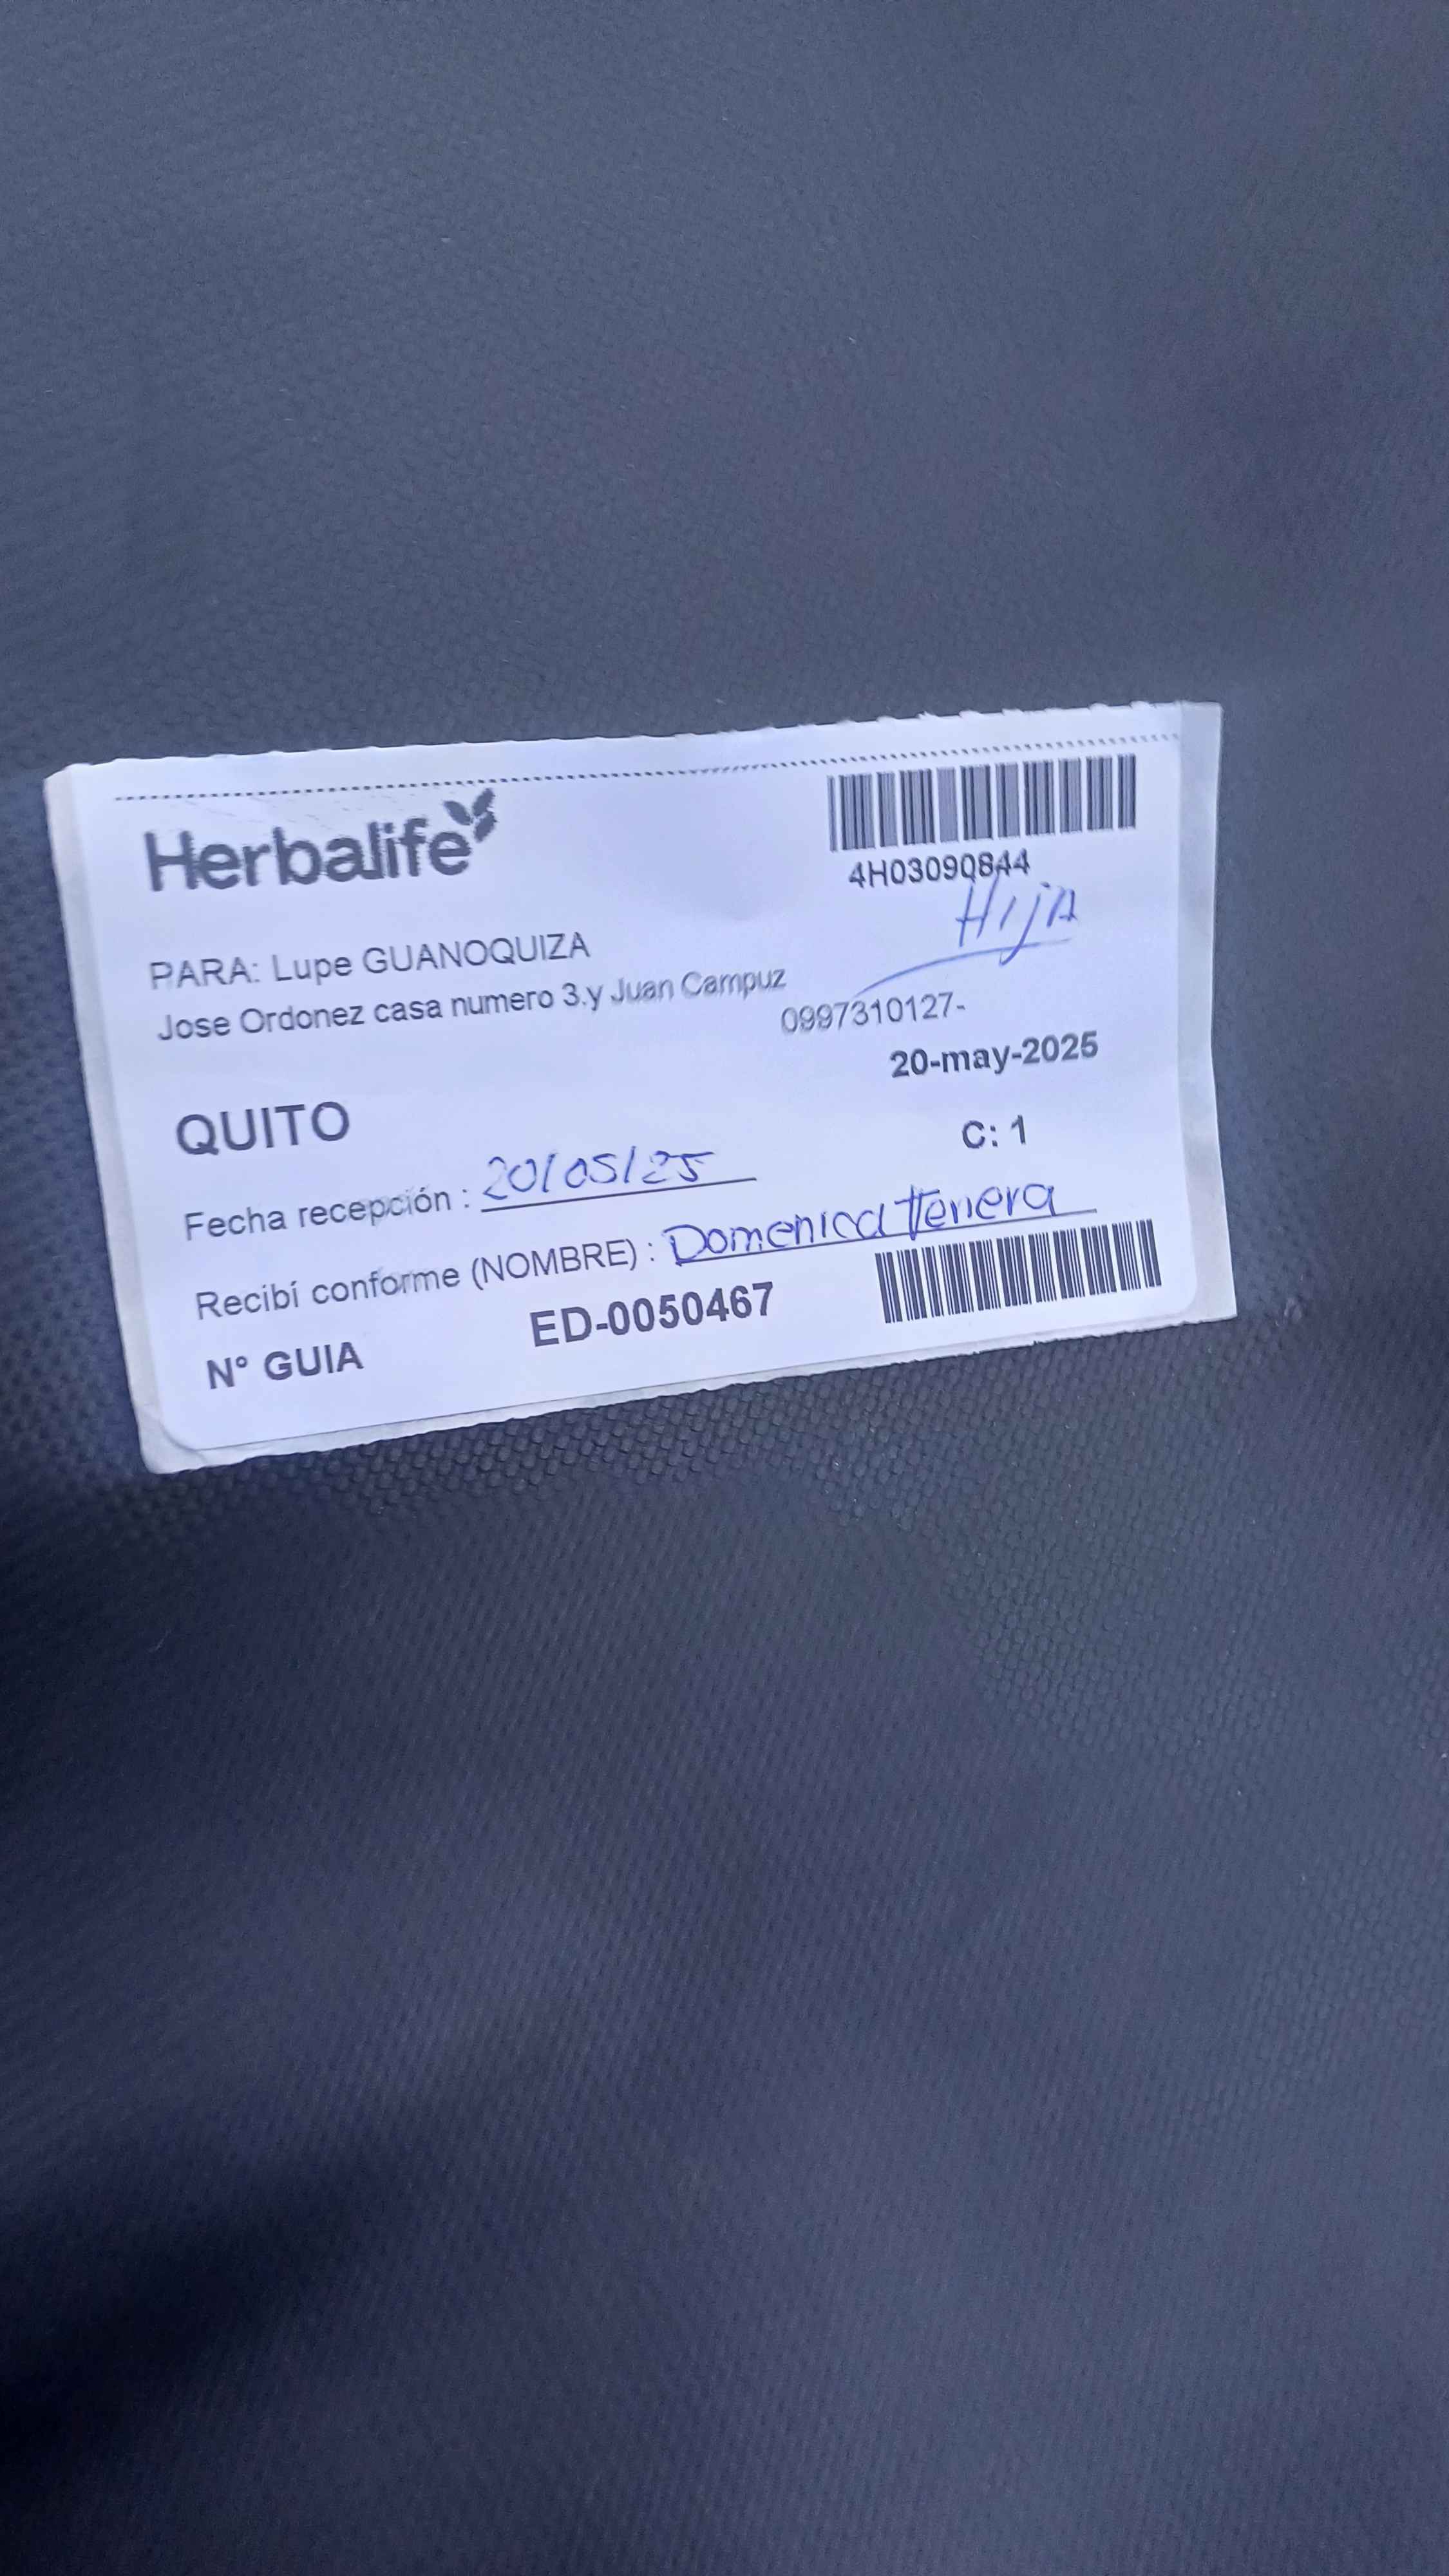 Herbalife
4H03090844
HijA
PARA: Lupe GUANOQUIZA
Jose Ordonez casa numero 3.y Juan Campuz
0997310127-
20-may-2025
QUITO
C: 1
Fecha recepción : 20/05/25
Recibí conforme (NOMBRE) : Domenica
N° GUIA ED-0050467